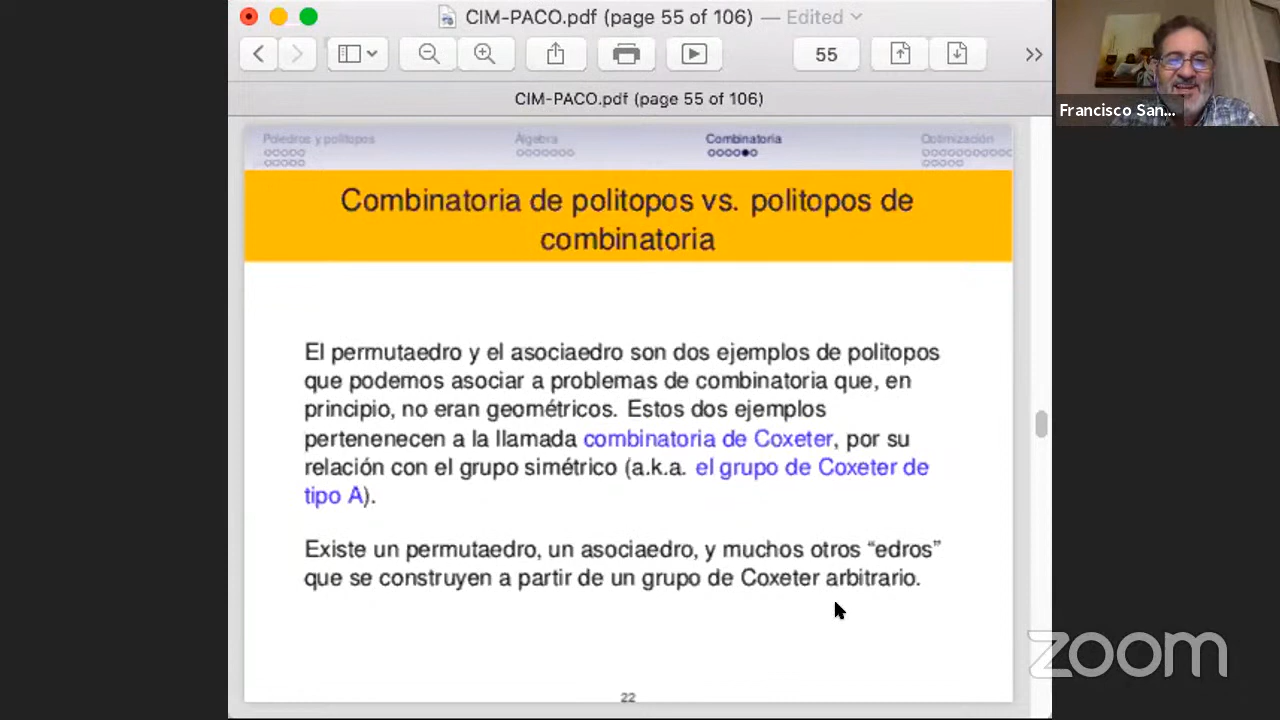 CIM-PACO.pdf (page 55 of 106) — Edited
55
CIM-PACO.pdf (page 55 of 106)
Francisco San...
Poliedros y politopos
Álgebra
Combinatoria
Optimización
Combinatoria de politopos vs. politopos de
combinatoria
El permutaedro y el asociaedro son dos ejemplos de politopos
que podemos asociar a problemas de combinatoria que, en
principio, no eran geométricos. Estos dos ejemplos
pertenenecen a la llamada combinatoria de Coxeter, por su
relación con el grupo simétrico (a.k.a. el grupo de Coxeter de
tipo A).
Existe un permutaedro, un asociaedro, y muchos otros “edros”
que se construyen a partir de un grupo de Coxeter arbitrario.
22
zoom